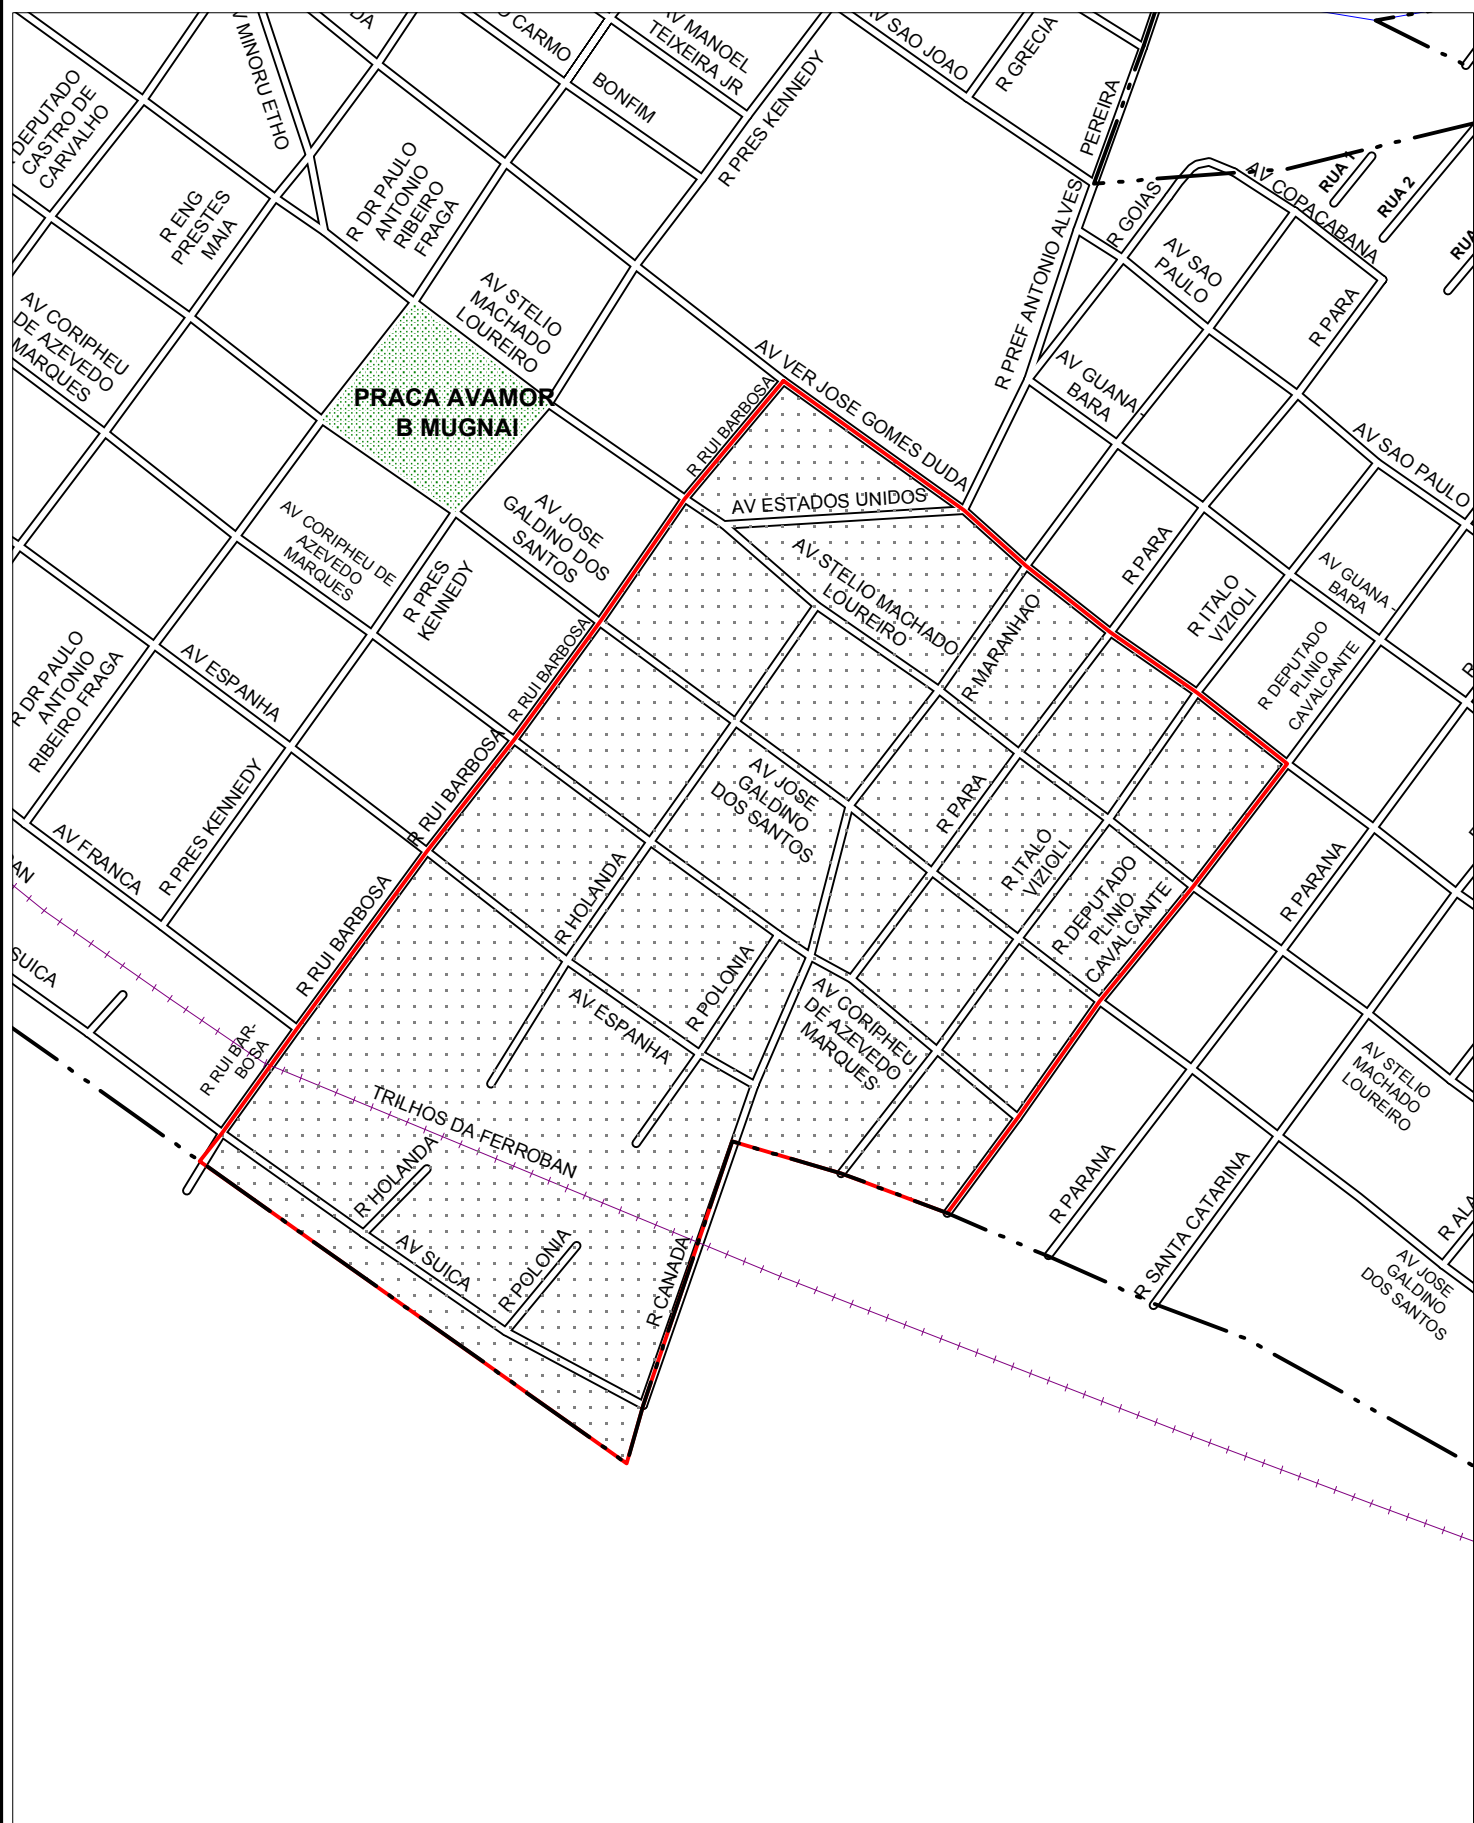 DA
O CARMO
AV MANOEL
TEIXEIRA JR
AV SAO JOAO
R GRECIA
V MINORU ETHO
BONFIM
R PRES KENNEDY
PEREIRA
DEPUTADO
CASTRO DE
CARVALHO
R ENG
PRESTES
MAIA
R DR PAULO
ANTONIO
RIBEIRO
FRAGA
R PREF ANTONIO ALVES
R GOIAS
AV COPACABANA
RUA 1
RUA 2
RUA
AV SAO
PAULO
R PARA
AV CORIPHEU
DE AZEVEDO
MARQUES
AV STELIO
MACHADO
LOUREIRO
PRACA AVAMOR
B MUGNAI
AV VER JOSE GOMES DUDA
R RUI BARBOSA
AV GUANA-
BARA
AV SAO PAULO
AV ESTADOS UNIDOS
AV CORIPHEU DE
AZEVEDO
MARQUES
AV JOSE
GALDINO DOS
SANTOS
R PRES
KENNEDY
AV STELIO MACHADO
LOUREIRO
R MARANHAO
R PARA
R ITALO
VIZIOLI
AV GUANA -
BARA
R DEPUTADO
PLINIO
CAVALCANTE
R DR PAULO
ANTONIO
RIBEIRO FRAGA
AV ESPANHA
R RUI BARBOSA
R RUI BARBOSA
R PRES KENNEDY
AV FRANCA
AN
AV JOSE
GALDINO
DOS SANTOS
R PARA
R ITALO
VIZIOLI
R DEPUTADO
PLINIO
CAVALCANTE
R PARANA
R RUI BARBOSA
R HOLANDA
R POLONIA
SUICA
AV ESPANHA
AV CORIPHEU
DE AZEVEDO
MARQUES
R RUI BAR-
BOSA
AV STELIO
MACHADO
LOUREIRO
TRILHOS DA FERROBAN
R HOLANDA
R PARANA
R SANTA CATARINA
R ALA
AV SUICA
R POLONIA
R CANADA
AV JOSE
GALDINO
DOS SANTOS